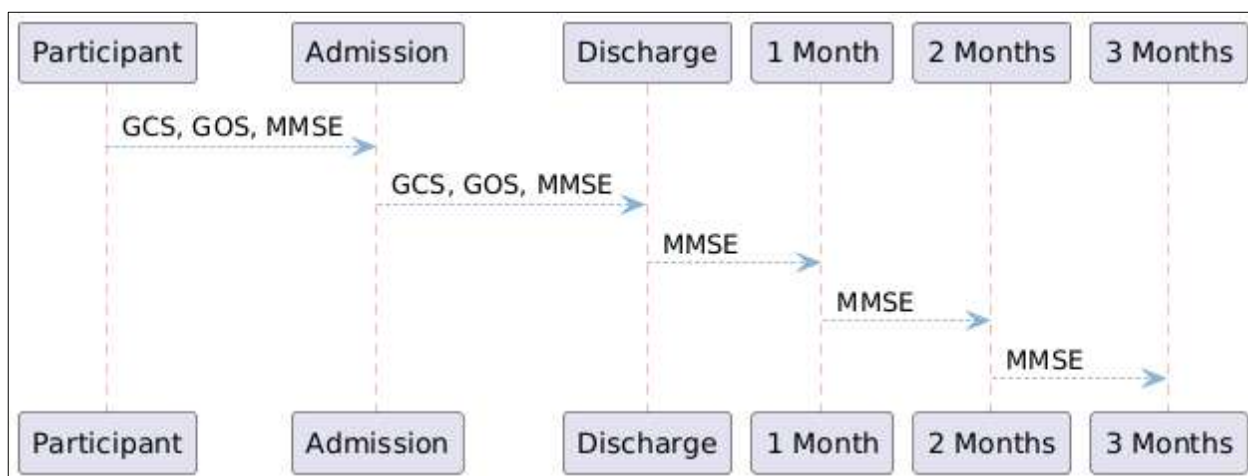 Participant Admission Discharge 1 Month 2 Months 3 Months
GCS, GOS, MMSE
GCS, GOS, MMSE
MMSE
MMSE
MMSE
Participant Admission Discharge 1 Month 2 Months 3 Months